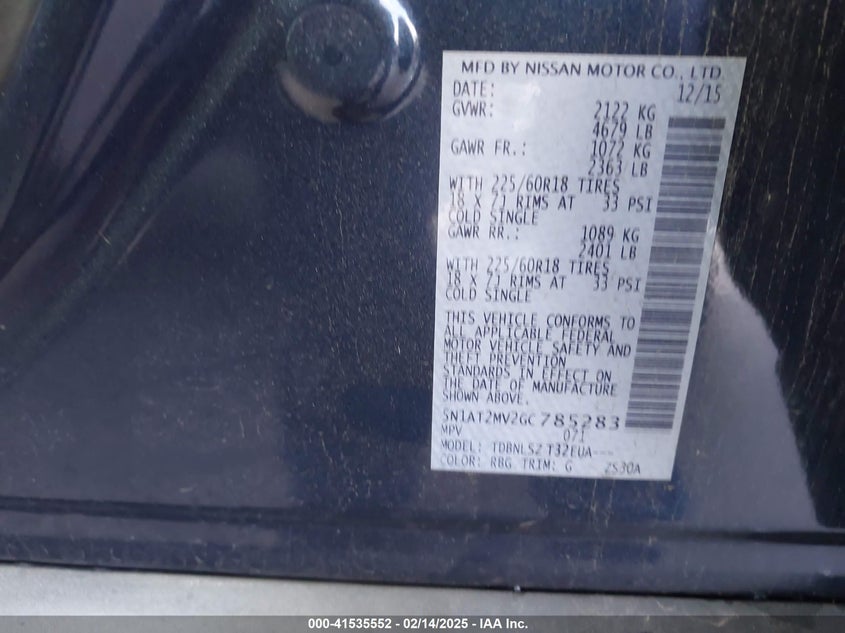 MFD BY NISSAN MOTOR CO., LTD.
DATE: 12/15
GVWR: 2122 KG
4679 LB
GAWR FR.: 1072 KG
2363 LB
WITH 225/60R18 TIRES
18 X 7J RIMS AT 33 PSI
COLD SINGLE
GAWR RR.: 1089 KG
2401 LB
WITH 225/60R18 TIRES
18 X 7J RIMS AT 33 PSI
COLD SINGLE
THIS VEHICLE CONFORMS TO
ALL APPLICABLE FEDERAL
MOTOR VEHICLE SAFETY AND
THEFT PREVENTION
STANDARDS IN EFFECT ON
THE DATE OF MANUFACTURE
SHOWN ABOVE.
5N1AT2MV2GC785283
MPV 071
MODEL: TDBNLSZ T32EUA---
COLOR: RBG TRIM: G ZS30A
000-41535552 - 02/14/2025 - IAA Inc.